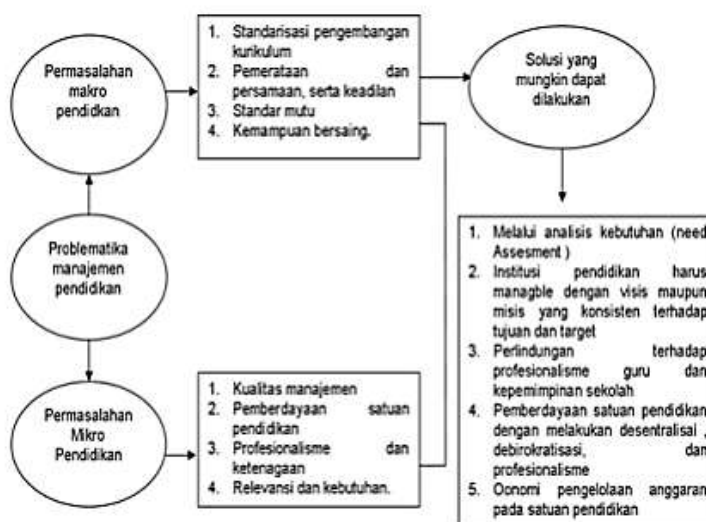 Permasalahan
makro
pendidkan
1. Standarisasi pengembangan
kurikulum
2. Pemerataan dan
persamaan, serta keadilan
3. Standar mutu
4. Kemampuan bersaing.
Solusi yang
mungkin dapat
dilakukan
Problematika
manajemen
pendidikan
Permasalahan
Mikro
Pendidikan
1. Kualitas manajemen
2. Pemberdayaan satuan
pendidikan
3. Profesionalisme dan
ketenagaan
4. Relevansi dan kebutuhan.
1. Melalui analisis kebutuhan (need
Assesment )
2. Institusi pendidikan harus
managble dengan visis maupun
misis yang konsisten terhadap
tujuan dan target
3. Perlindungan terhadap
profesionalisme guru dan
kepemimpinan sekolah
4. Pemberdayaan satuan pendidikan
dengan melakukan desentralisai ,
debirokratisasi, dan
profesionalisme
5. Oonomi pengelolaan anggaran
pada satuan pendidikan